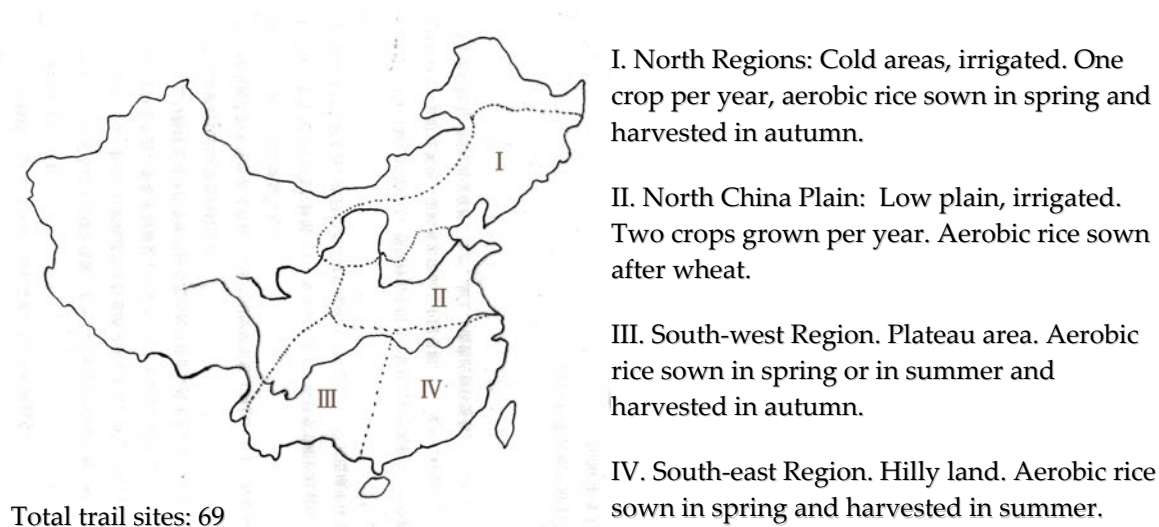 I. North Regions: Cold areas, irrigated. One
crop per year, aerobic rice sown in spring and
harvested in autumn.
II. North China Plain:  Low plain, irrigated.
Two crops grown per year. Aerobic rice sown
after wheat.
III. South-west Region. Plateau area. Aerobic
rice sown in spring or in summer and
harvested in autumn.
IV. South-east Region. Hilly land. Aerobic rice
sown in spring and harvested in summer.
I
II
III
IV
Total trail sites: 69